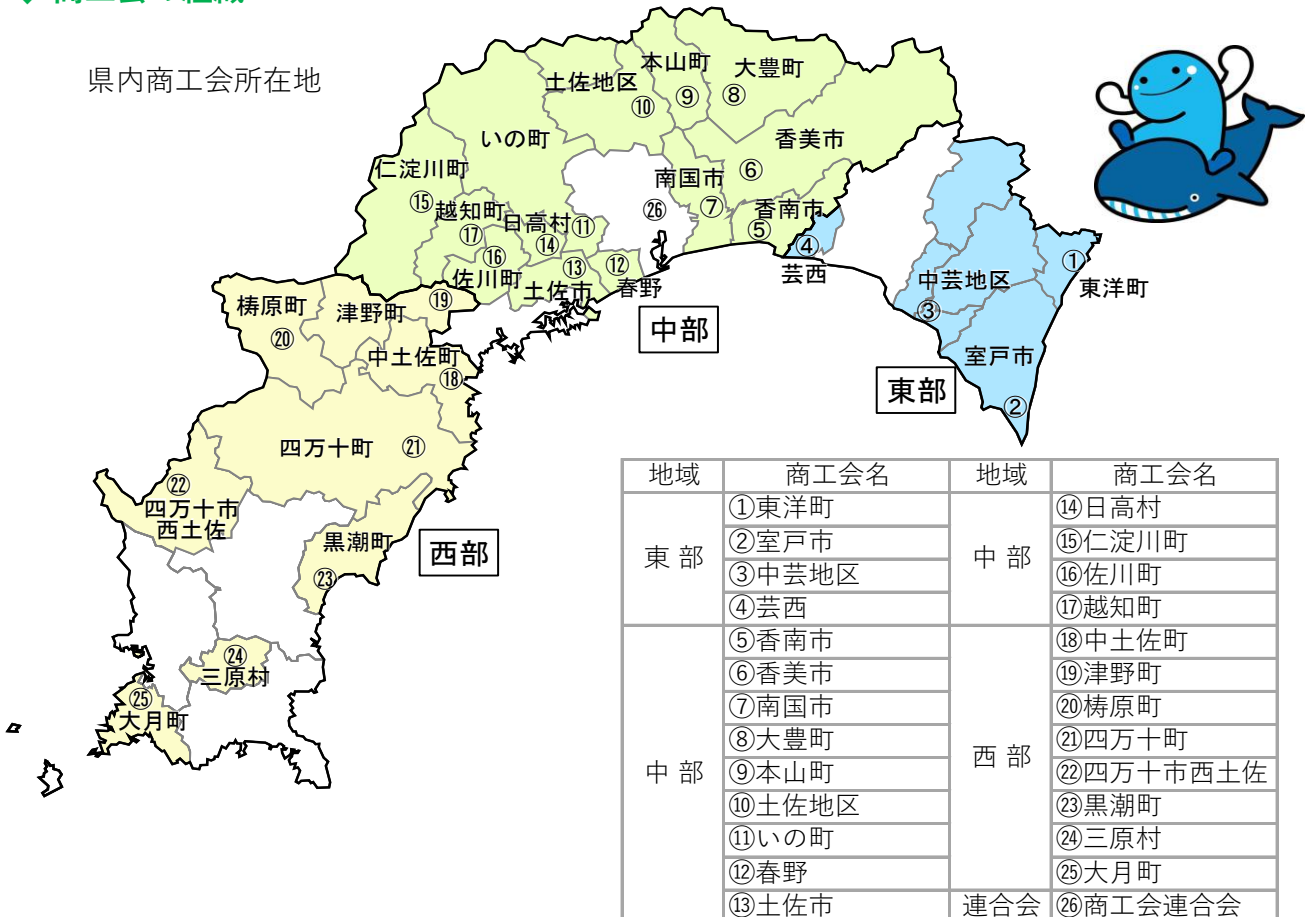 県内商工会所在地
本山町
⑨
大豊町
⑧
土佐地区
⑩
いの町
香美市
⑥
仁淀川町
⑮
南国市
⑦
越知町
⑰
日高村
⑪
⑭
㉖
香南市
⑤
④
芸西
⑯
佐川町
⑬
土佐市
⑫
春野
中部
中芸地区
③
①
東洋町
室戸市
②
東部
梼原町
⑳
津野町
⑲
中土佐町
⑱
四万十町
㉑
㉒
四万十市
西土佐
黒潮町
㉓
西部
㉔
三原村
㉕
大月町
地域 商工会名 地域 商工会名
東 部 ①東洋町 中 部 ⑭日高村
②室戸市 ⑮仁淀川町
③中芸地区 ⑯佐川町
④芸西 ⑰越知町
中 部 ⑤香南市 西 部 ⑱中土佐町
⑥香美市 ⑲津野町
⑦南国市 ⑳梼原町
⑧大豊町 ㉑四万十町
⑨本山町 ㉒四万十市西土佐
⑩土佐地区 ㉓黒潮町
⑪いの町 ㉔三原村
⑫春野 ㉕大月町
⑬土佐市 連合会 ㉖商工会連合会